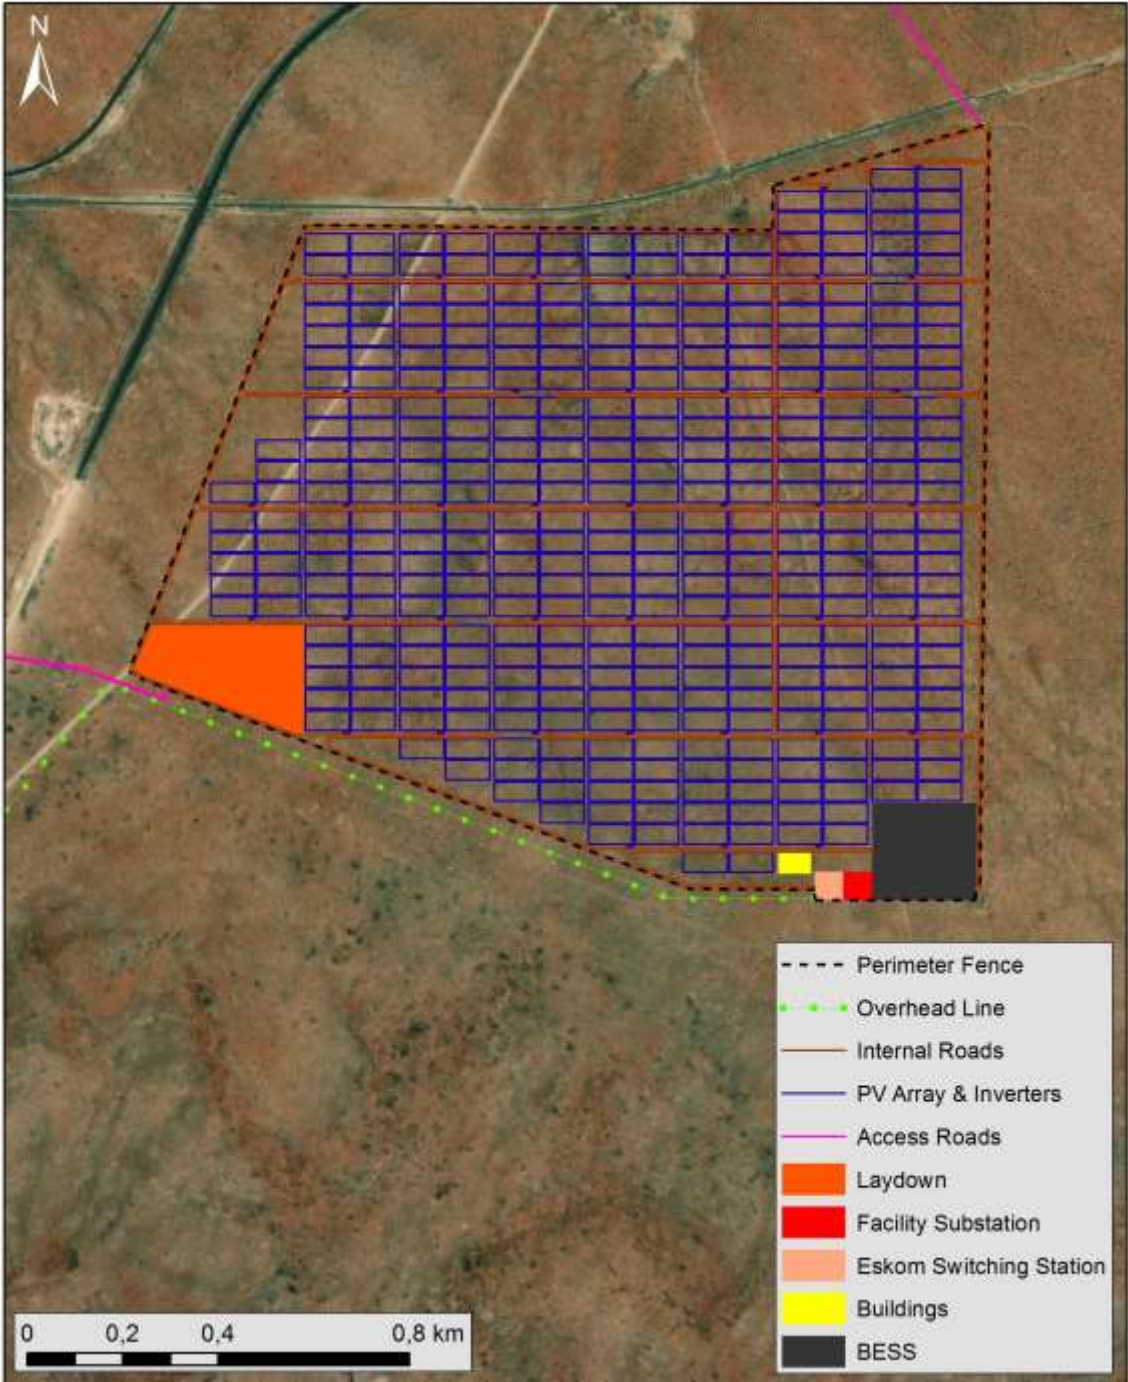 N
Perimeter Fence
Overhead Line
Internal Roads
PV Array & Inverters
Access Roads
Laydown
Facility Substation
Eskom Switching Station
Buildings
BESS
0 0,2 0,4 0,8 km